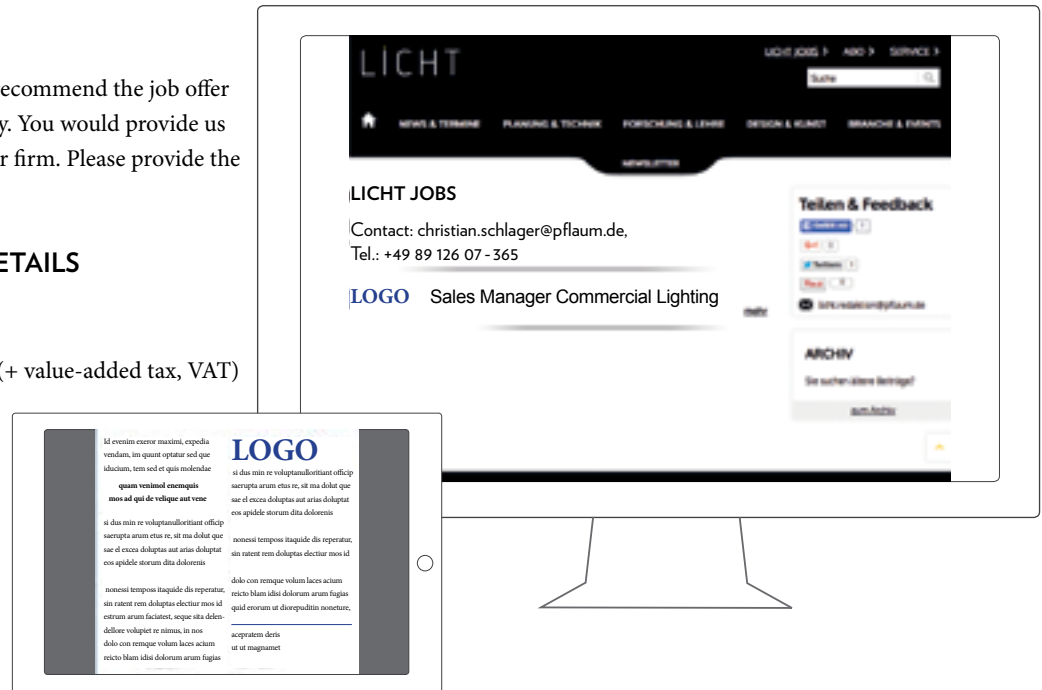 ecommend the job offer
y. You would provide us
r firm. Please provide the
ETAILS
(+ value-added tax, VAT)
LICHT
LICHT JOBS > ABO > SERVICE >
Suche
NEWS & TERMINE PLANUNG & TECHNIK FORSCHUNG & LEHRE DESIGN & KUNST BRANCHE & EVENTS
NEWSLETTER
LICHT JOBS
Contact: christian.schlager@pflaum.de,
Tel.: +49 89 126 07 - 365
LOGO Sales Manager Commercial Lighting
mehr
Teilen & Feedback
licht.redaktion@pflaum.de
ARCHIV
Sie suchen ältere Beiträge?
zum Archiv
Id evenim exeror maximi, expedia
vendam, im quunt optatur sed que
iducium, tem sed et quis molendae
quam venimol enemquis
mos ad qui de velique aut vene
si dus min re voluptanulloritiant officip
saerupta arum etus re, sit ma dolut que
sae el excea doluptas aut arias doluptat
eos apidele storum dita dolorenis
nonessi temposs itaquide dis reperatur,
sin ratent rem doluptas electiur mos id
estrum arum faciatest, seque sita delen-
dellore volupiet re nimus, in nos
dolo con remque volum laces acium
reicto blam idisi dolorum arum fugias
LOGO
si dus min re voluptanulloritiant officip
saerupta arum etus re, sit ma dolut que
sae el excea doluptas aut arias doluptat
eos apidele storum dita dolorenis
nonessi temposs itaquide dis reperatur,
sin ratent rem doluptas electiur mos id
dolo con remque volum laces acium
reicto blam idisi dolorum arum fugias
quid erorum ut diorepuditin noneture,
acepratem deris
ut ut magnamet